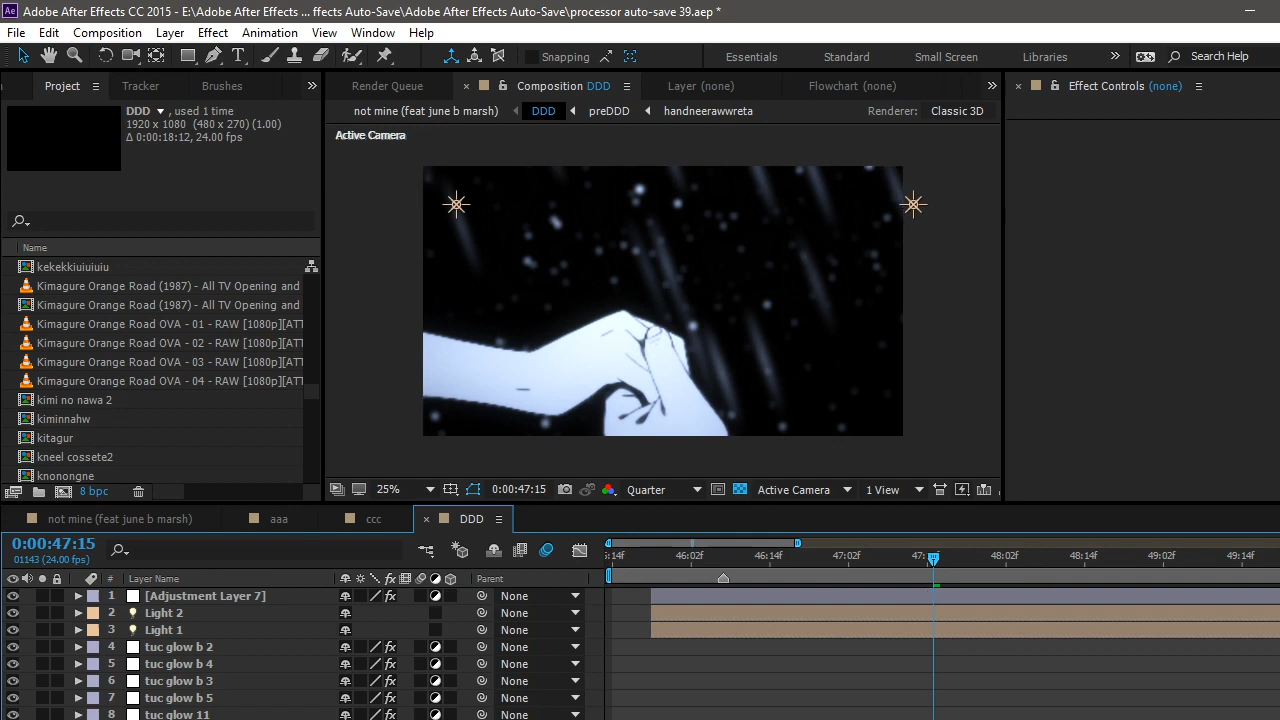 Adobe After Effects CC 2015 - E:\Adobe After Effects ... ffects Auto-Save\Adobe After Effects Auto-Save\processor auto-save 39.aep *
File Edit Composition Layer Effect Animation View Window Help
Snapping Essentials Standard Small Screen Libraries Search Help
Project Tracker Brushes Render Queue Composition DDD Layer (none) Flowchart (none) Effect Controls (none)
DDD , used 1 time
1920 x 1080 (480 x 270) (1.00)
Δ 0:00:18:12, 24.00 fps
not mine (feat june b marsh) DDD preDDD handneerawwreta Renderer: Classic 3D
Active Camera
Name
kekekkiuiuiuiu
Kimagure Orange Road (1987) - All TV Opening and
Kimagure Orange Road (1987) - All TV Opening and
Kimagure Orange Road OVA - 01 - RAW [1080p][ATT
Kimagure Orange Road OVA - 02 - RAW [1080p][ATT
Kimagure Orange Road OVA - 03 - RAW [1080p][ATT
Kimagure Orange Road OVA - 04 - RAW [1080p][ATT
kimi no nawa 2
kiminnahw
kitagur
kneel cossete2
knonongne
8 bpc
25% 0:00:47:15 Quarter Active Camera 1 View
not mine (feat june b marsh) aaa ccc DDD
0:00:47:15
01143 (24.00 fps)
5:14f 46:02f 46:14f 47:02f 47: 48:02f 48:14f 49:02f 49:14f
# Layer Name fx Parent
1 [Adjustment Layer 7] fx None
2 Light 2 None
3 Light 1 None
4 tuc glow b 2 fx None
5 tuc glow b 4 fx None
6 tuc glow b 3 fx None
7 tuc glow b 5 fx None
8 tuc glow 11 fx None